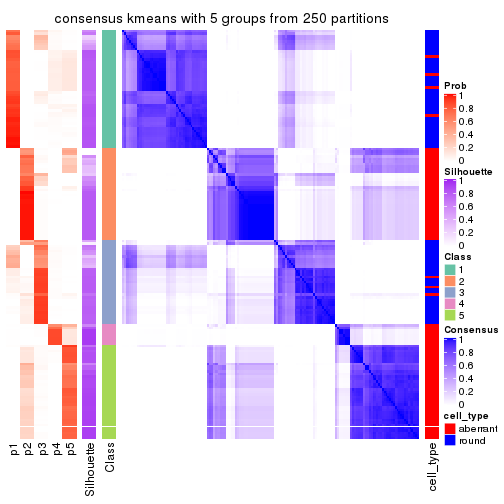 consensus kmeans with 5 groups from 250 partitions
Prob
1
0.8
0.6
0.4
0.2
0
Silhouette
1
0.8
0.6
0.4
0.2
0
Class
1
2
3
4
5
Consensus
1
0.8
0.6
0.4
0.2
0
cell_type
aberrant
round
p1
p2
p3
p4
p5
Silhouette
Class
cell_type